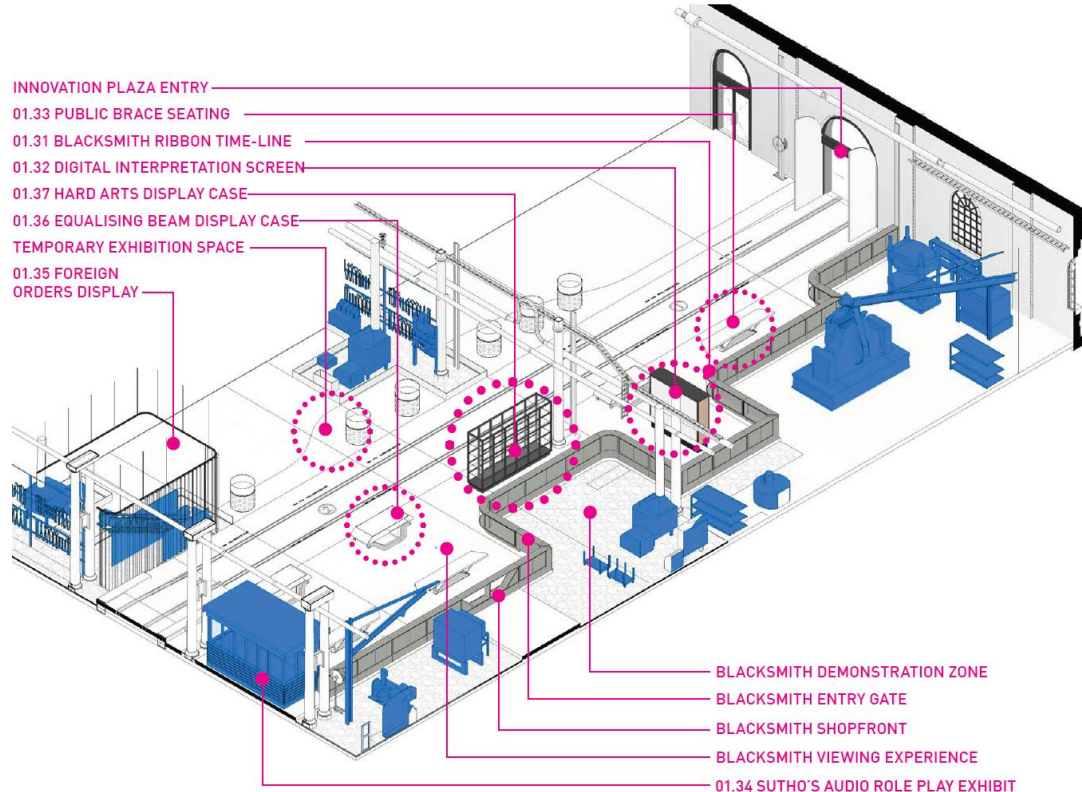 INNOVATION PLAZA ENTRY
01.33 PUBLIC BRACE SEATING
01.31 BLACKSMITH RIBBON TIME-LINE
01.32 DIGITAL INTERPRETATION SCREEN
01.37 HARD ARTS DISPLAY CASE
01.36 EQUALISING BEAM DISPLAY CASE
TEMPORARY EXHIBITION SPACE
01.35 FOREIGN
ORDERS DISPLAY
BLACKSMITH DEMONSTRATION ZONE
BLACKSMITH ENTRY GATE
BLACKSMITH SHOPFRONT
BLACKSMITH VIEWING EXPERIENCE
01.34 SUTHO'S AUDIO ROLE PLAY EXHIBIT